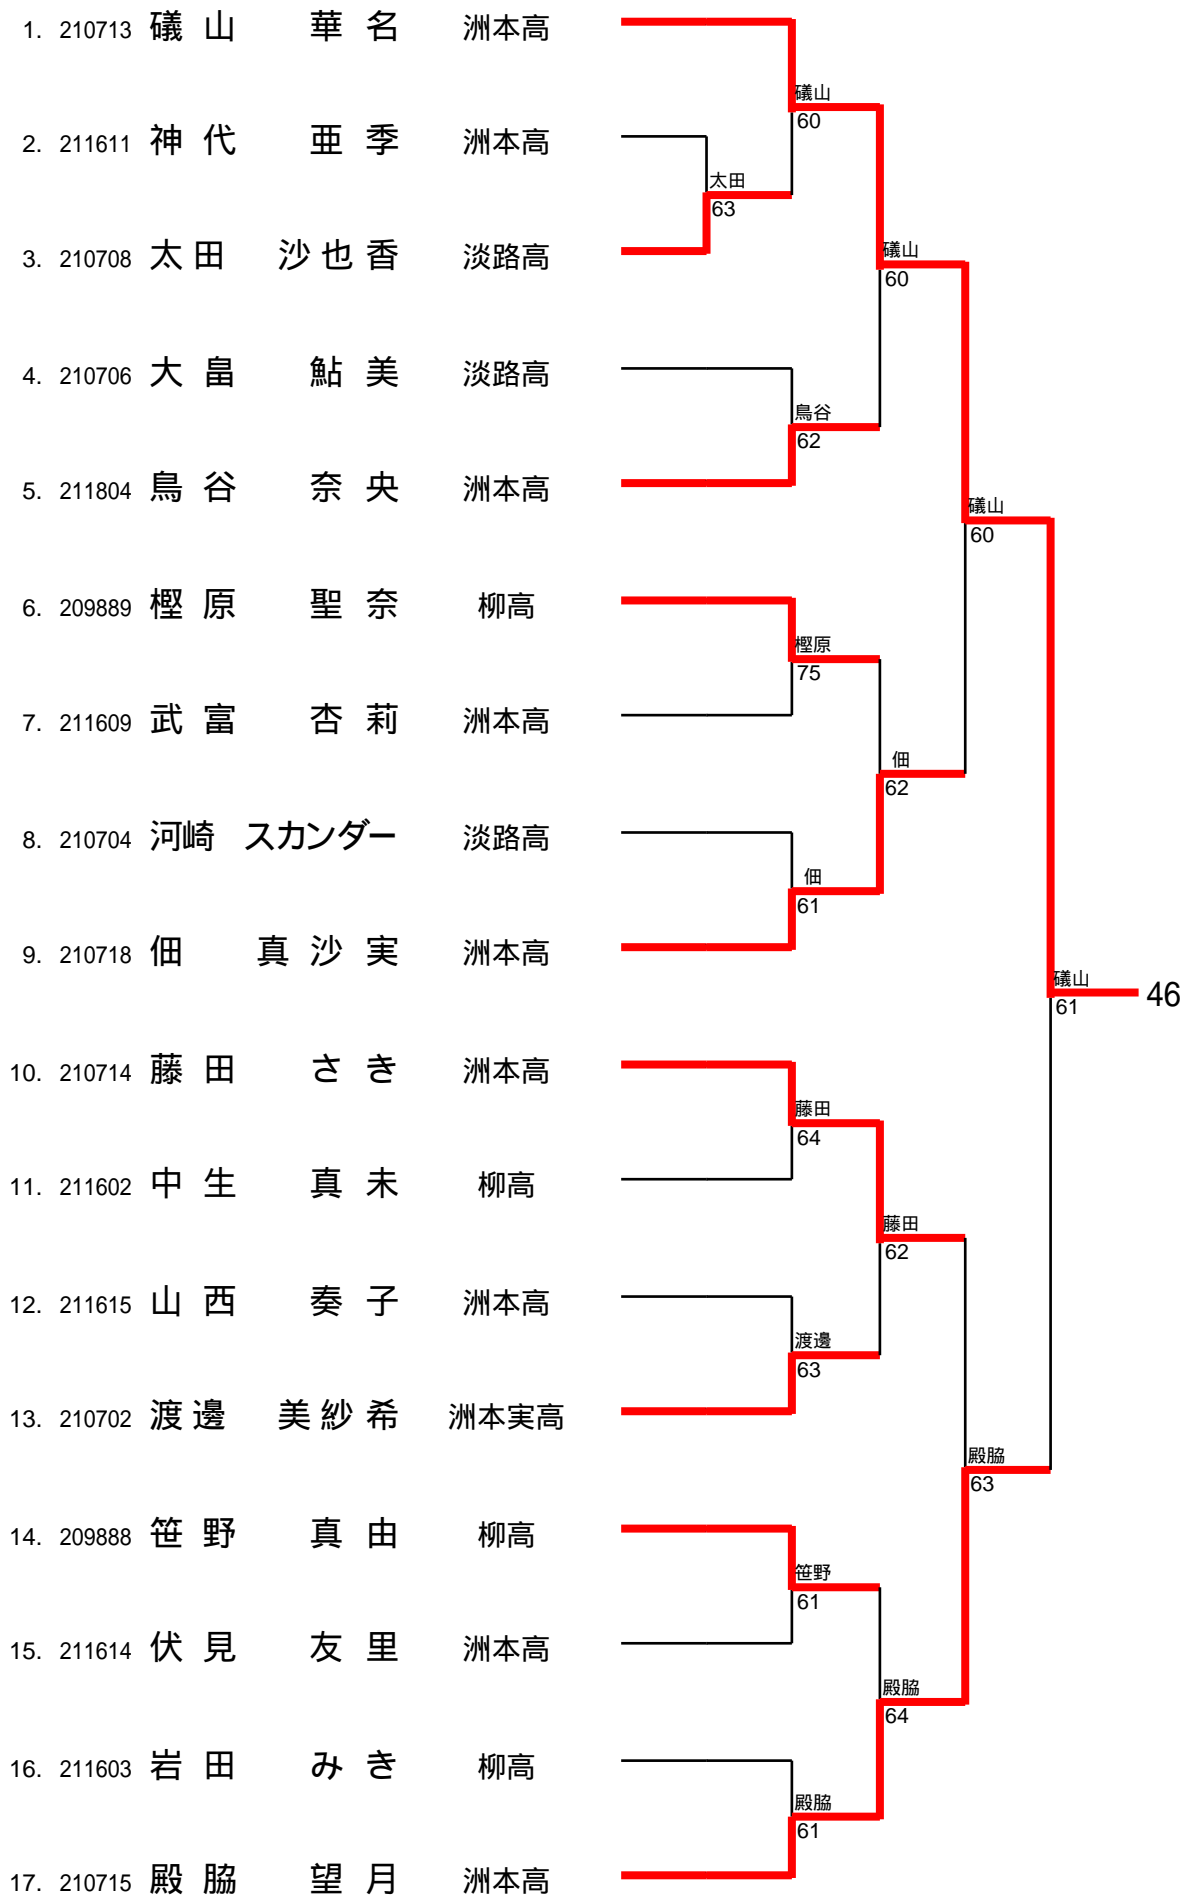 1. 210713 礒山 華名 洲本高
礒山
60
2. 211611 神代 亜季 洲本高
太田
63
3. 210708 太田 沙也香 淡路高
礒山
60
4. 210706 大畠 鮎美 淡路高
鳥谷
62
5. 211804 鳥谷 奈央 洲本高
礒山
60
6. 209889 樫原 聖奈 柳高
樫原
75
7. 211609 武富 杏莉 洲本高
佃
62
8. 210704 河崎 スカンダー 淡路高
佃
61
9. 210718 佃 真沙実 洲本高
礒山
61
46
10. 210714 藤田 さき 洲本高
藤田
64
11. 211602 中生 真未 柳高
藤田
62
12. 211615 山西 奏子 洲本高
渡邊
63
13. 210702 渡邊 美紗希 洲本実高
殿脇
63
14. 209888 笹野 真由 柳高
笹野
61
15. 211614 伏見 友里 洲本高
殿脇
64
16. 211603 岩田 みき 柳高
殿脇
61
17. 210715 殿脇 望月 洲本高